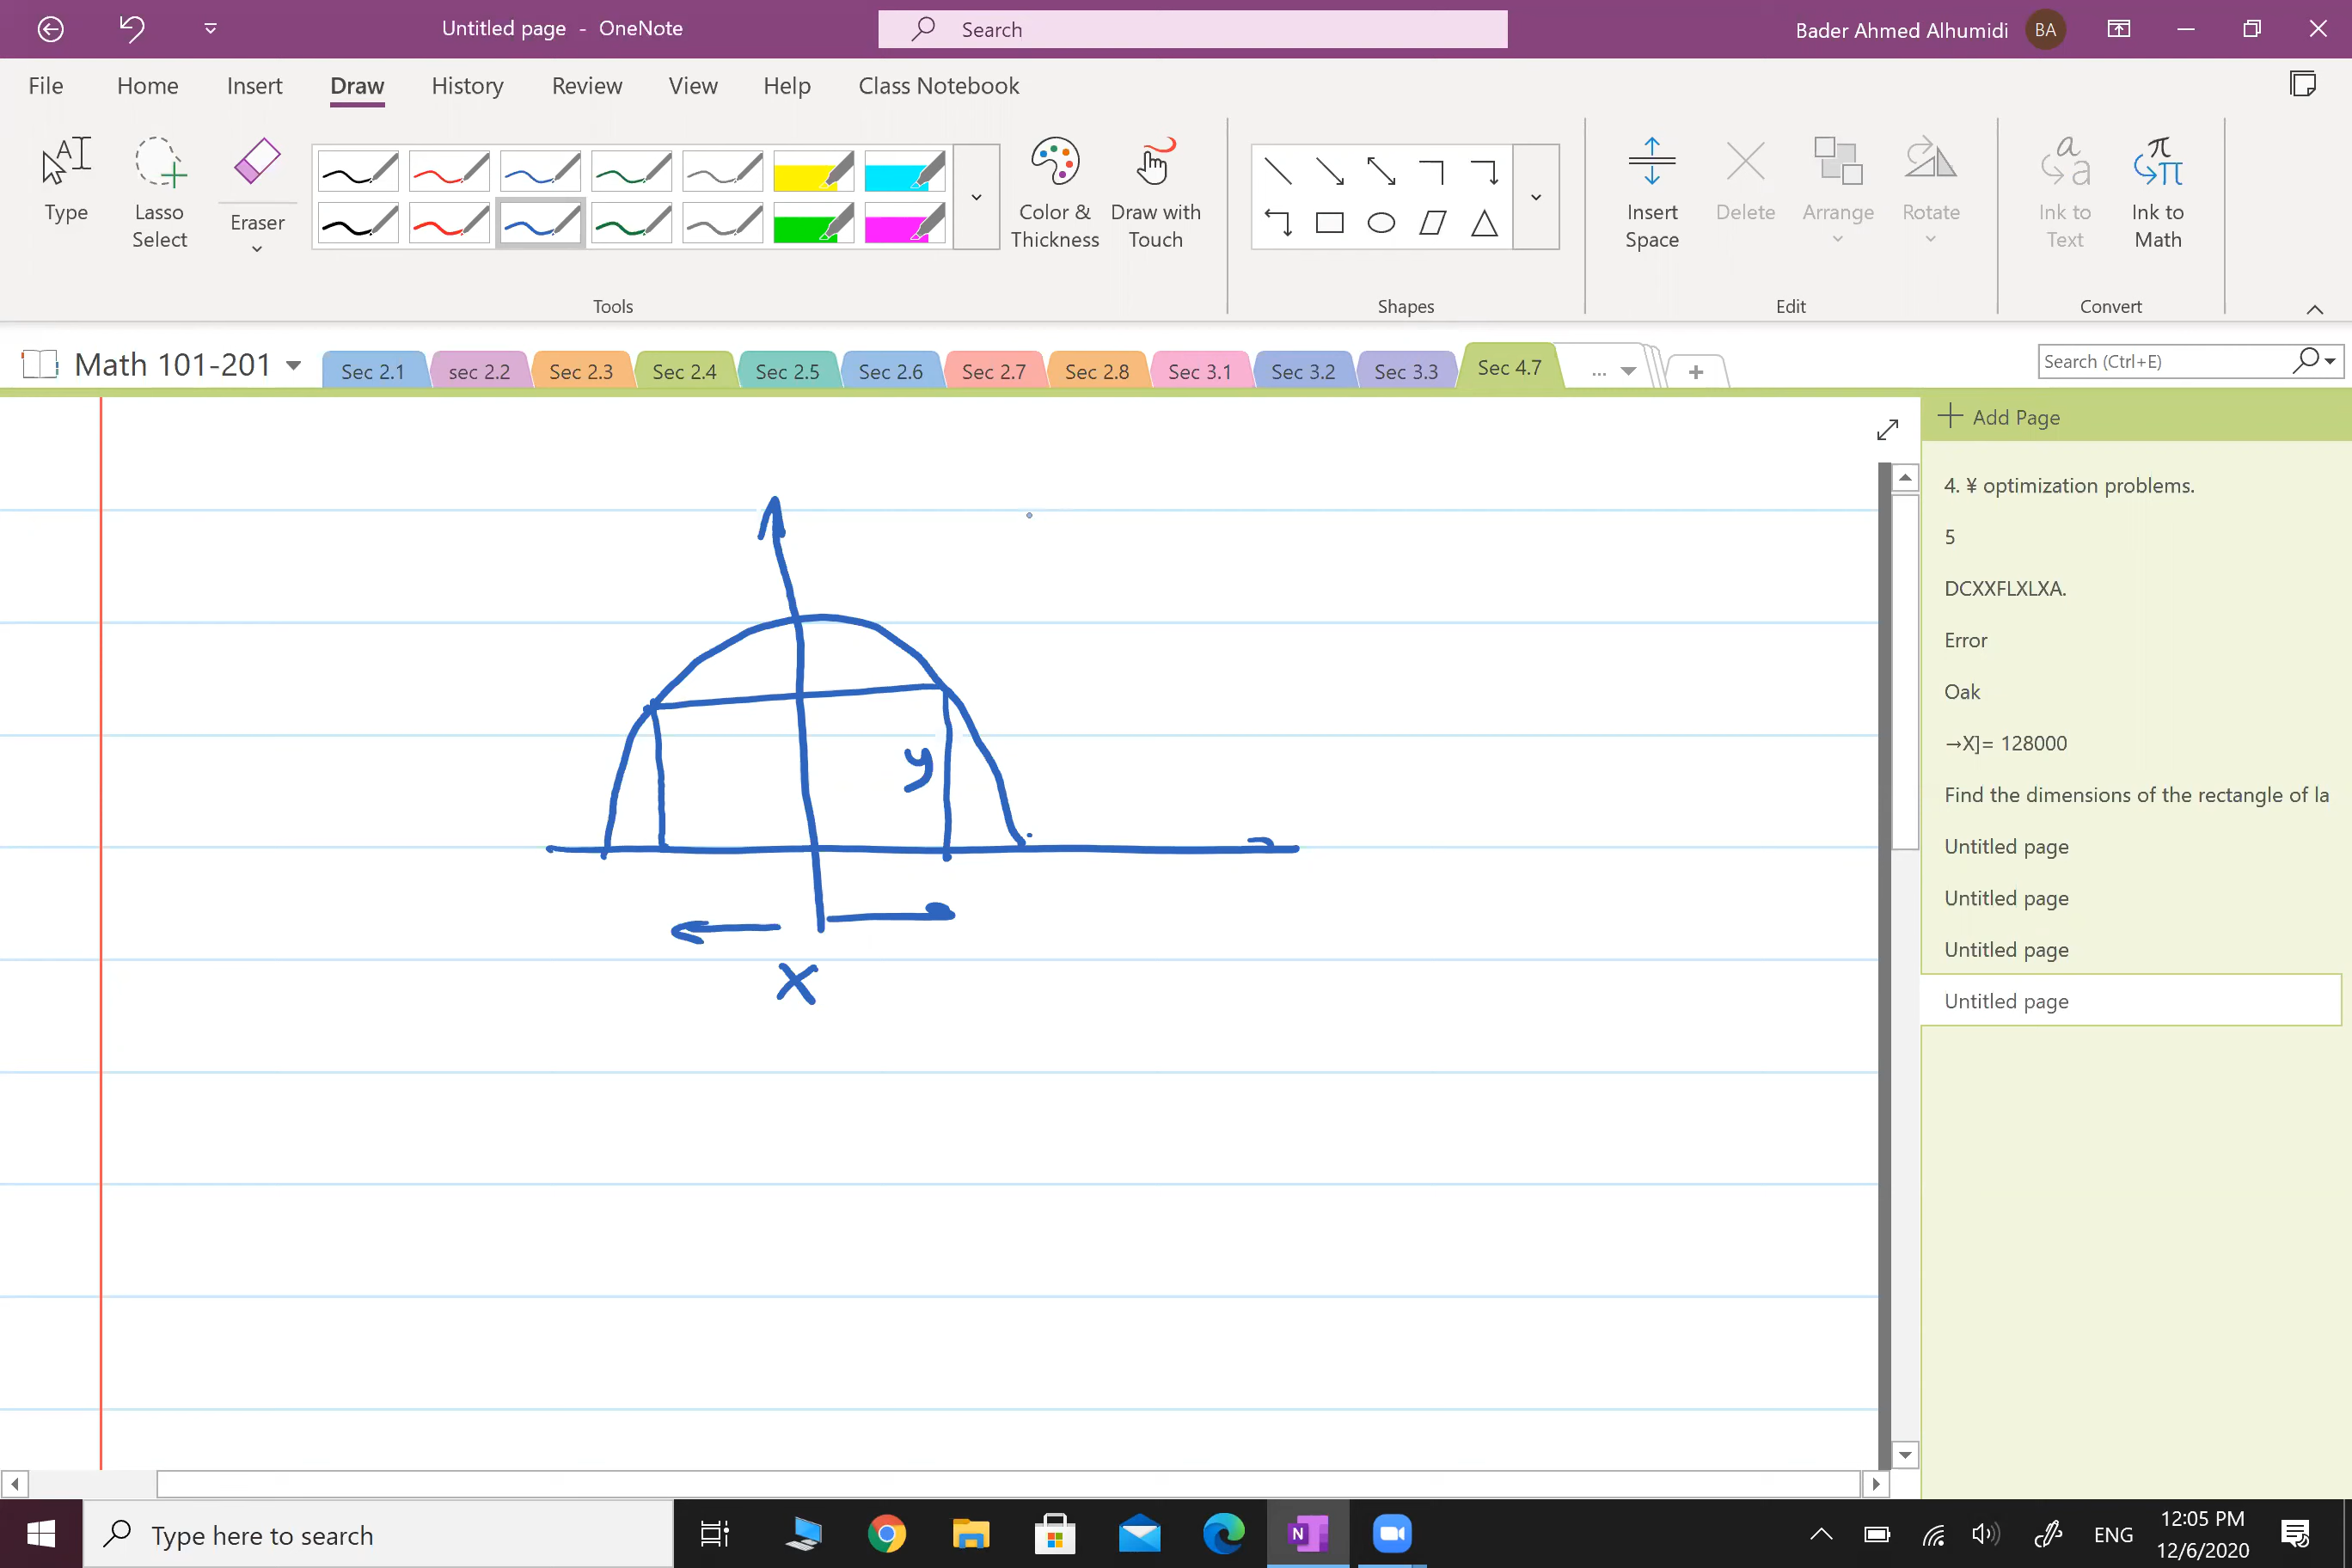 Untitled page - OneNote
Search
Bader Ahmed Alhumidi
BA
File Home Insert Draw History Review View Help Class Notebook
Type
Lasso Select
Eraser
Color & Thickness
Draw with Touch
Insert Space
Delete
Arrange
Rotate
Ink to Text
Ink to Math
Tools
Shapes
Edit
Convert
Math 101-201
Sec 2.1
sec 2.2
Sec 2.3
Sec 2.4
Sec 2.5
Sec 2.6
Sec 2.7
Sec 2.8
Sec 3.1
Sec 3.2
Sec 3.3
Sec 4.7
...
Search (Ctrl+E)
Add Page
4. ¥ optimization problems.
5
DCXXFLXLXA.
Error
Oak
→X]= 128000
Find the dimensions of the rectangle of la
Untitled page
Untitled page
Untitled page
Untitled page
y
x
Type here to search
ENG
12:05 PM
12/6/2020